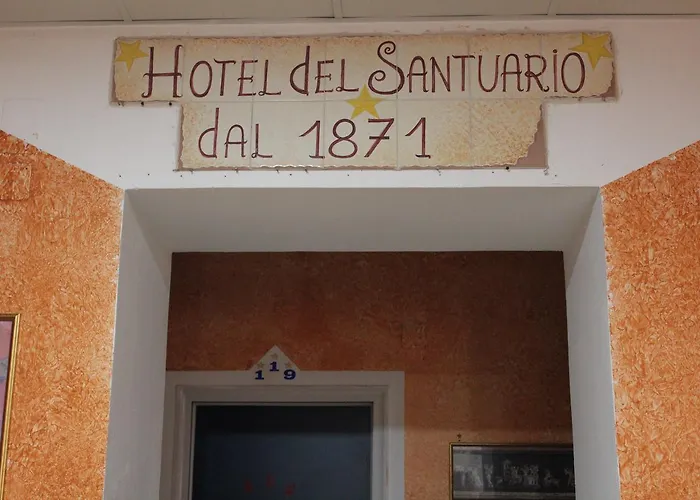 HOTEL DEL SANTUARIO
DAL 1871
119